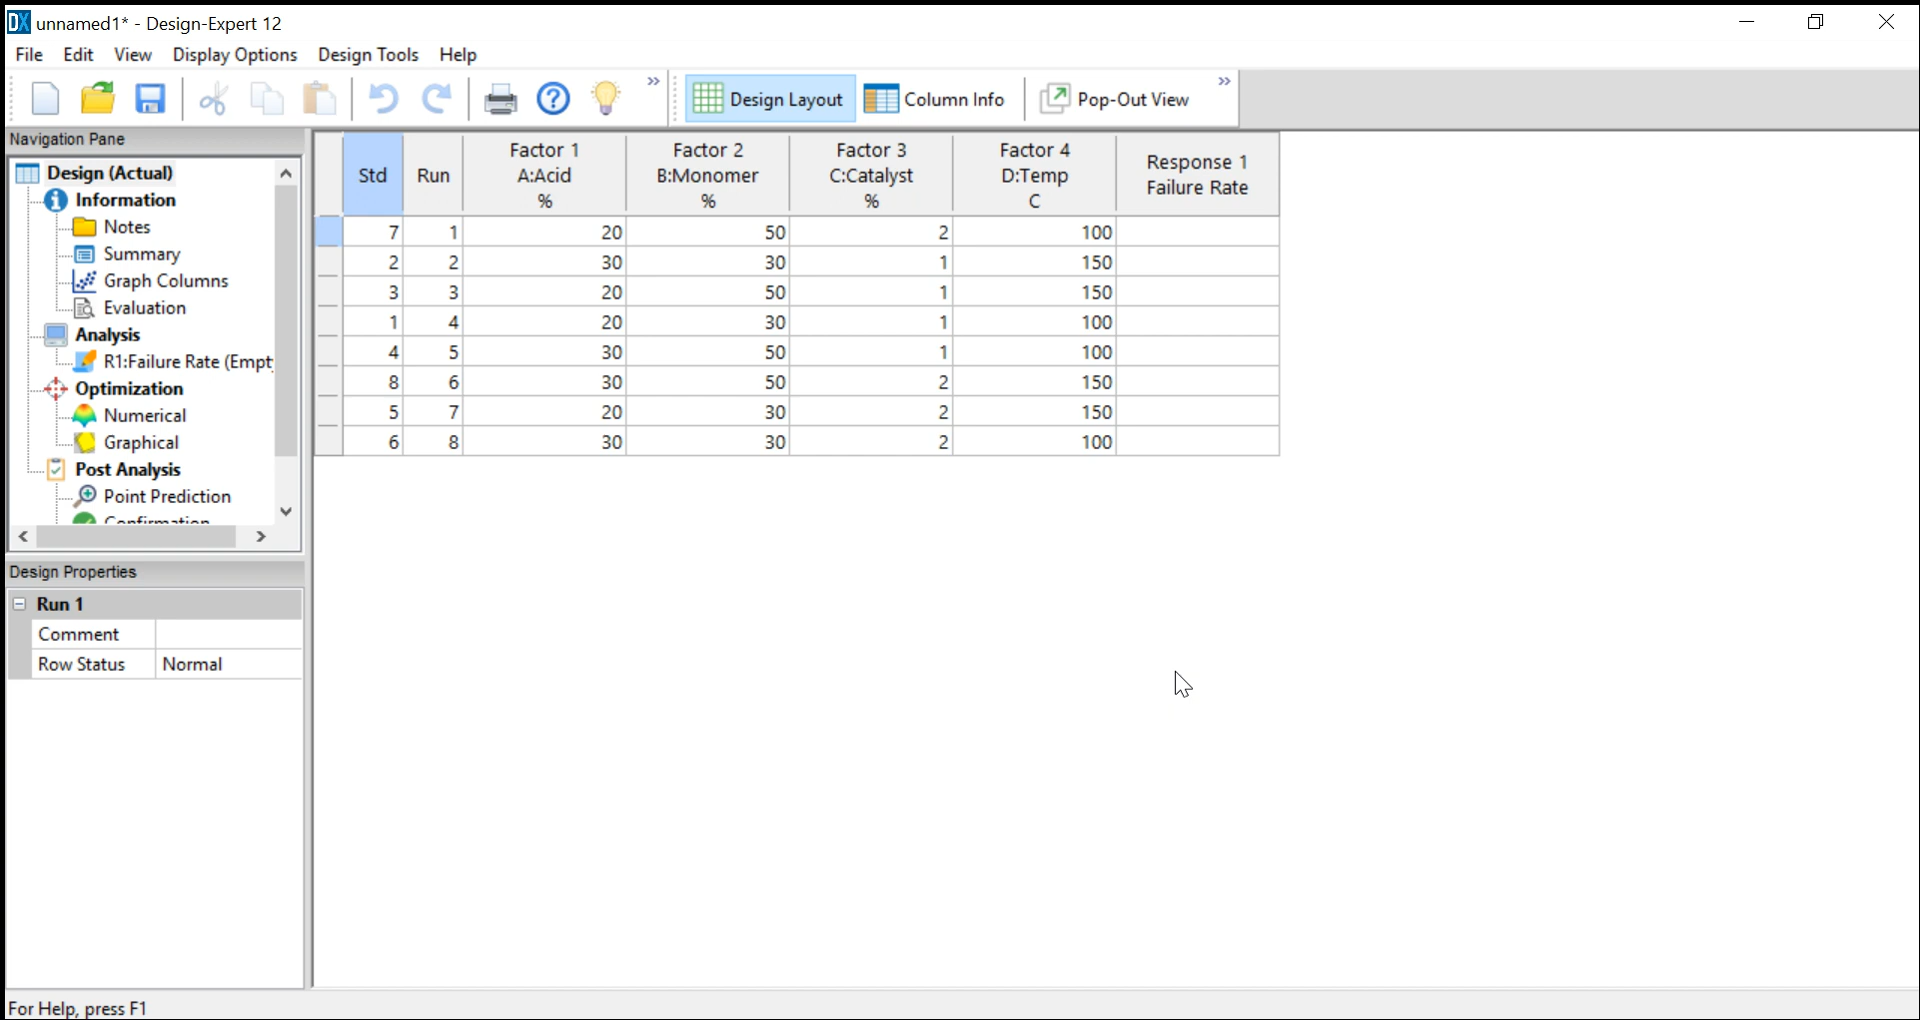 DX unnamed1* - Design-Expert 12
File Edit View Display Options Design Tools Help
» Design Layout Column Info Pop-Out View »
Navigation Pane
Design (Actual)
Information
Notes
Summary
Graph Columns
Evaluation
Analysis
R1:Failure Rate (Empt
Optimization
Numerical
Graphical
Post Analysis
Point Prediction
Confirmation
Design Properties
Run 1
Comment
Row Status Normal
Std Run Factor 1 A:Acid % Factor 2 B:Monomer % Factor 3 C:Catalyst % Factor 4 D:Temp C Response 1 Failure Rate
7 1 20 50 2 100
2 2 30 30 1 150
3 3 20 50 1 150
1 4 20 30 1 100
4 5 30 50 1 100
8 6 30 50 2 150
5 7 20 30 2 150
6 8 30 30 2 100
For Help, press F1